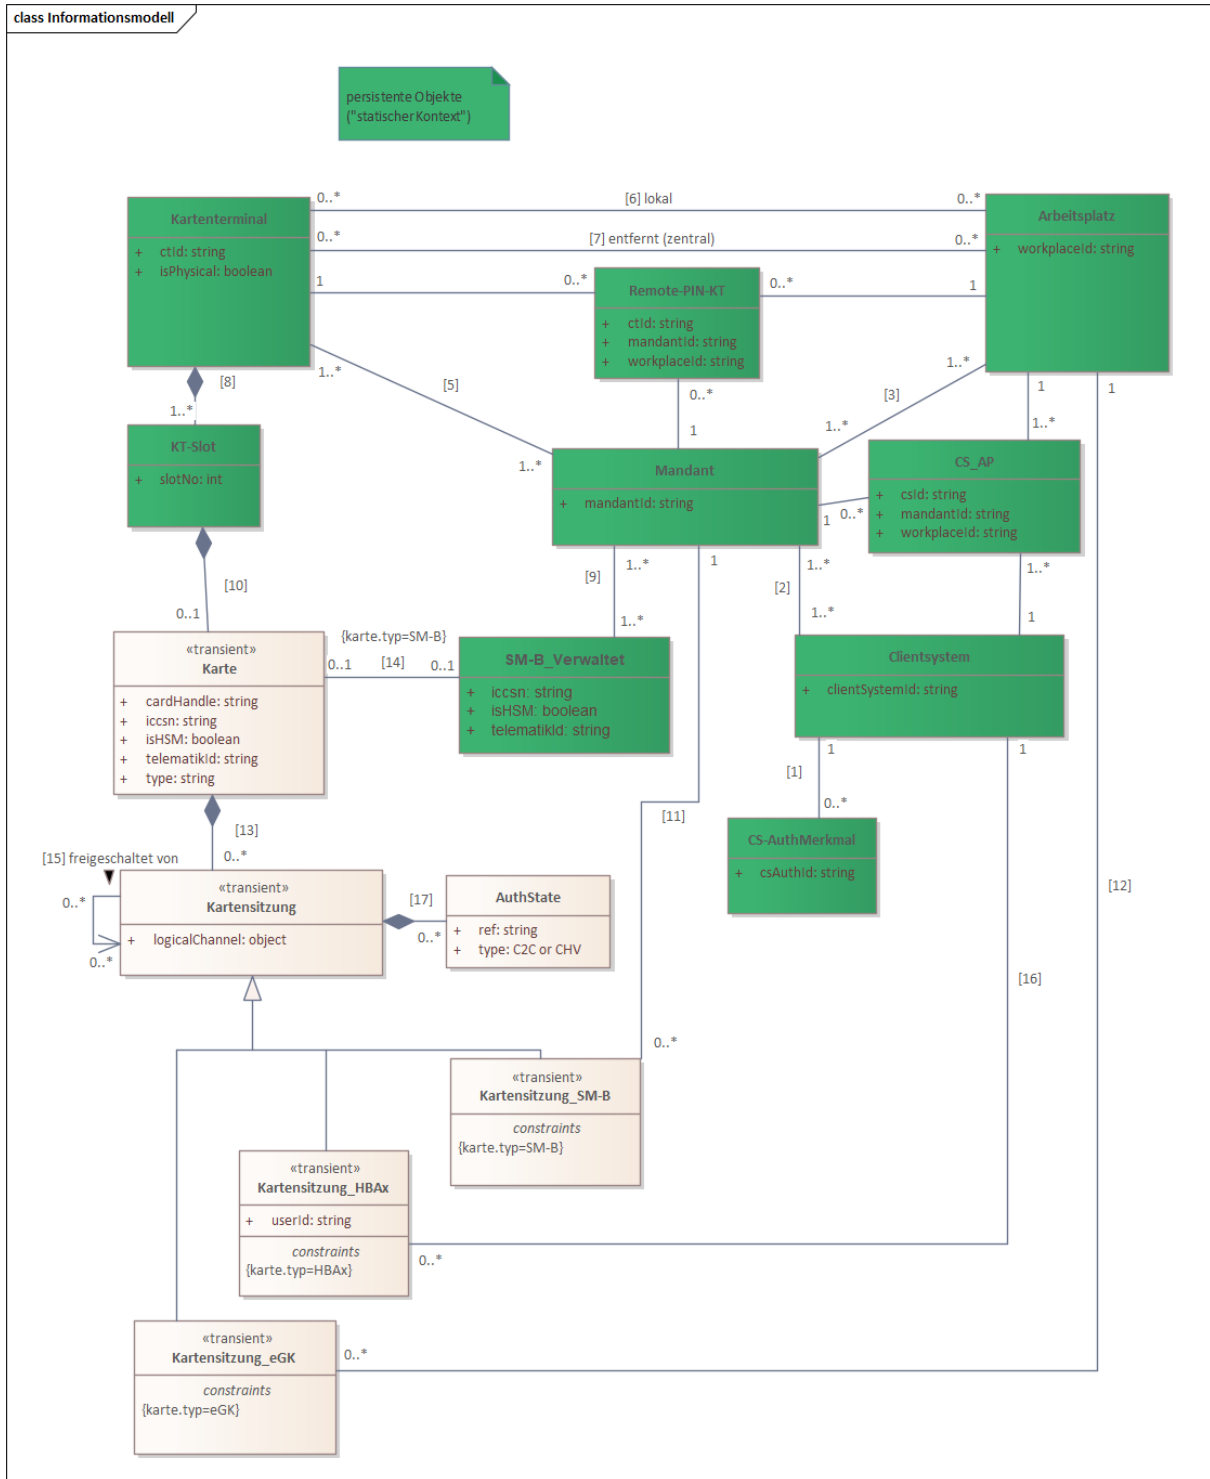 class Informationsmodell
persistente Objekte
("statischer Kontext")
0..*
[6] lokal
0..*
Kartenterminal
+ ctId: string
+ isPhysical: boolean
Arbeitsplatz
+ workplaceId: string
0..*
[7] entfernt (zentral)
0..*
1
0..*
Remote-PIN-KT
+ ctId: string
+ mandantId: string
+ workplaceId: string
0..*
1
[8]
1..*
[5]
1..*
[3]
1..*
1
1
0..*
1
1..*
1..*
1..*
KT-Slot
+ slotNo: int
1..*
Mandant
+ mandantId: string
CS_AP
+ csId: string
+ mandantId: string
+ workplaceId: string
1
0..*
[9]
1..*
1
[2]
1..*
1..*
[10]
0..1
1..*
1..*
1
{karte.typ=SM-B}
0..1
[14]
0..1
«transient»
Karte
+ cardHandle: string
+ iccsn: string
+ isHSM: boolean
+ telematikId: string
+ type: string
SM-B_Verwaltet
+ iccsn: string
+ isHSM: boolean
+ telematikId: string
Clientsystem
+ clientSystemId: string
1
1
[1]
0..*
[11]
[13]
0..*
CS-AuthMerkmal
+ csAuthId: string
[15] freigeschaltet von
0..*
0..*
«transient»
Kartensitzung
+ logicalChannel: object
[17]
0..*
AuthState
+ ref: string
+ type: C2C or CHV
[12]
[16]
0..*
«transient»
Kartensitzung_SM-B
constraints
{karte.typ=SM-B}
«transient»
Kartensitzung_HBAx
+ userId: string
constraints
{karte.typ=HBAx}
0..*
«transient»
Kartensitzung_eGK
constraints
{karte.typ=eGK}
0..*